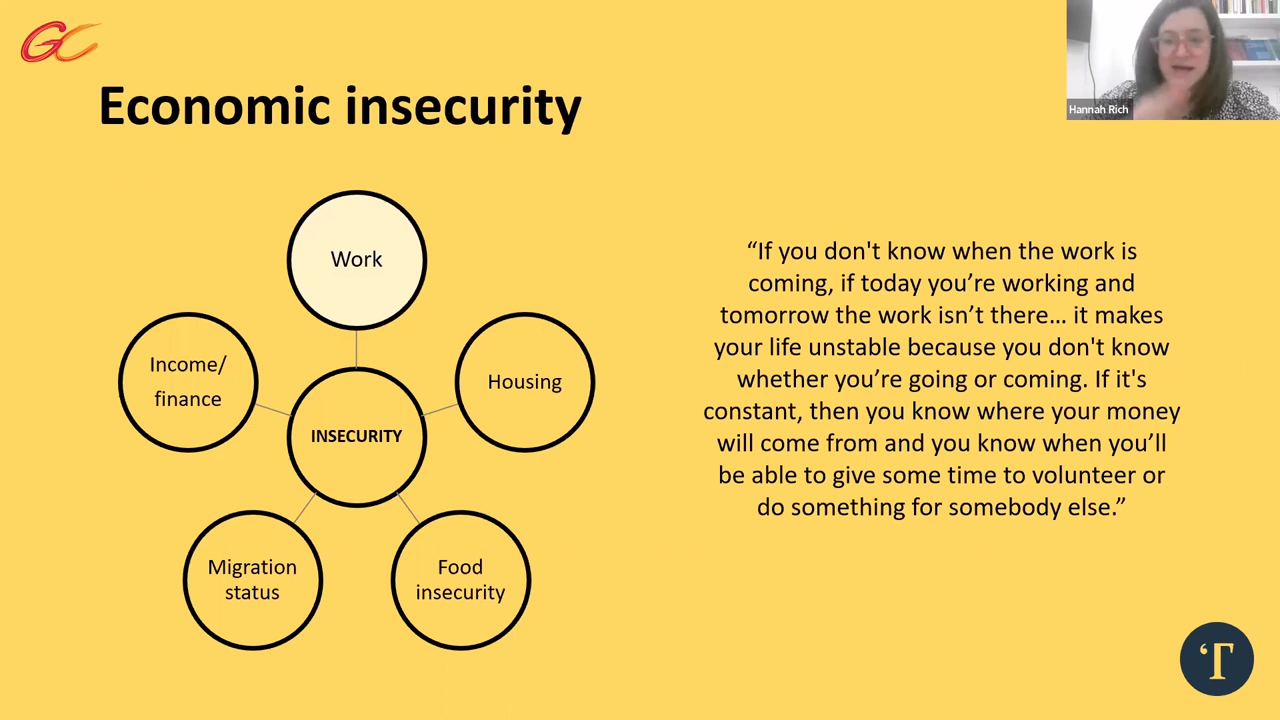 GC
Hannah Rich
Economic insecurity
Work
Income/
finance
Housing
INSECURITY
Migration
status
Food
insecurity
“If you don't know when the work is
coming, if today you’re working and
tomorrow the work isn’t there… it makes
your life unstable because you don't know
whether you’re going or coming. If it's
constant, then you know where your money
will come from and you know when you’ll
be able to give some time to volunteer or
do something for somebody else.”
‘T